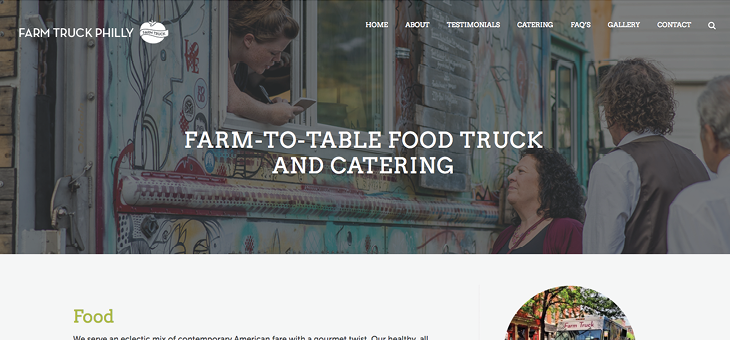 FARM TRUCK PHILLY
FARM TRUCK
HOME ABOUT TESTIMONIALS CATERING FAQ'S GALLERY CONTACT
FARM-TO-TABLE FOOD TRUCK
AND CATERING
Food
We serve an eclectic mix of contemporary American fare with a gourmet twist. Our healthy, all
Farm Truck